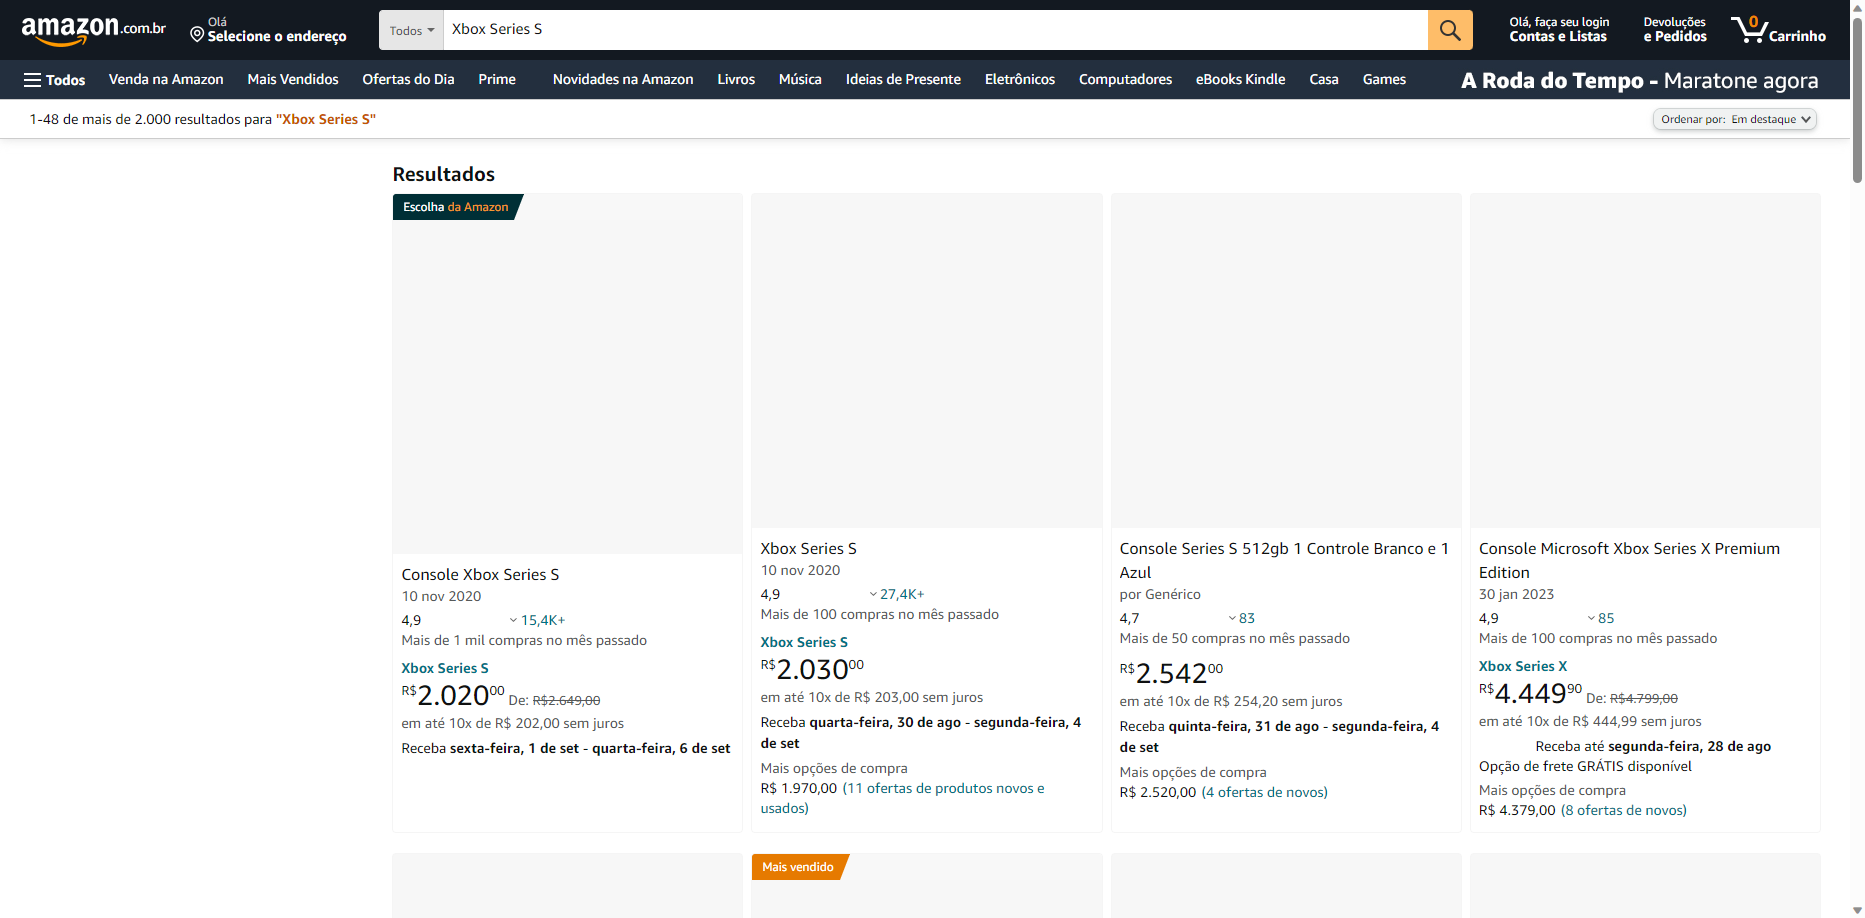 amazon.com.br
Olá
Selecione o endereço
Todos
Xbox Series S
Olá, faça seu login
Contas e Listas
Devoluções
e Pedidos
0
Carrinho
Todos
Venda na Amazon
Mais Vendidos
Ofertas do Dia
Prime
Novidades na Amazon
Livros
Música
Ideias de Presente
Eletrônicos
Computadores
eBooks Kindle
Casa
Games
A Roda do Tempo - Maratone agora
1-48 de mais de 2.000 resultados para "Xbox Series S"
Ordenar por: Em destaque
Resultados
Escolha da Amazon
Console Xbox Series S
10 nov 2020
4,9 15,4K+
Mais de 1 mil compras no mês passado
Xbox Series S
R$2.02000 De: R$2.649,00
em até 10x de R$ 202,00 sem juros
Receba sexta-feira, 1 de set - quarta-feira, 6 de set
Xbox Series S
10 nov 2020
4,9 27,4K+
Mais de 100 compras no mês passado
Xbox Series S
R$2.03000
em até 10x de R$ 203,00 sem juros
Receba quarta-feira, 30 de ago - segunda-feira, 4
de set
Mais opções de compra
R$ 1.970,00 (11 ofertas de produtos novos e
usados)
Console Series S 512gb 1 Controle Branco e 1
Azul
por Genérico
4,7 83
Mais de 50 compras no mês passado
R$2.54200
em até 10x de R$ 254,20 sem juros
Receba quinta-feira, 31 de ago - segunda-feira, 4
de set
Mais opções de compra
R$ 2.520,00 (4 ofertas de novos)
Console Microsoft Xbox Series X Premium
Edition
30 jan 2023
4,9 85
Mais de 100 compras no mês passado
Xbox Series X
R$4.44990 De: R$4.799,00
em até 10x de R$ 444,99 sem juros
Receba até segunda-feira, 28 de ago
Opção de frete GRÁTIS disponível
Mais opções de compra
R$ 4.379,00 (8 ofertas de novos)
Mais vendido